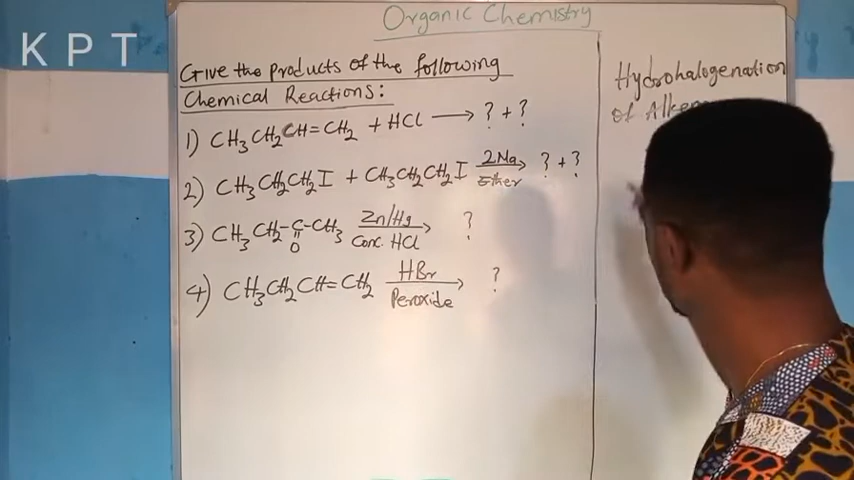 KPT
Organic Chemistry
Give the products of the following
Chemical Reactions:
1) CH₃CH₂CH=CH₂ + HCl ⟶ ? + ?
2) CH₃CH₂CH₂I + CH₃CH₂CH₂I 2Na Ether → ? + ?
3) CH₃CH₂-C-CH₃ Zn/Hg Conc. HCl → ?
O
4) CH₃CH₂CH=CH₂ HBr Peroxide → ?
Hydrohalogenation
of